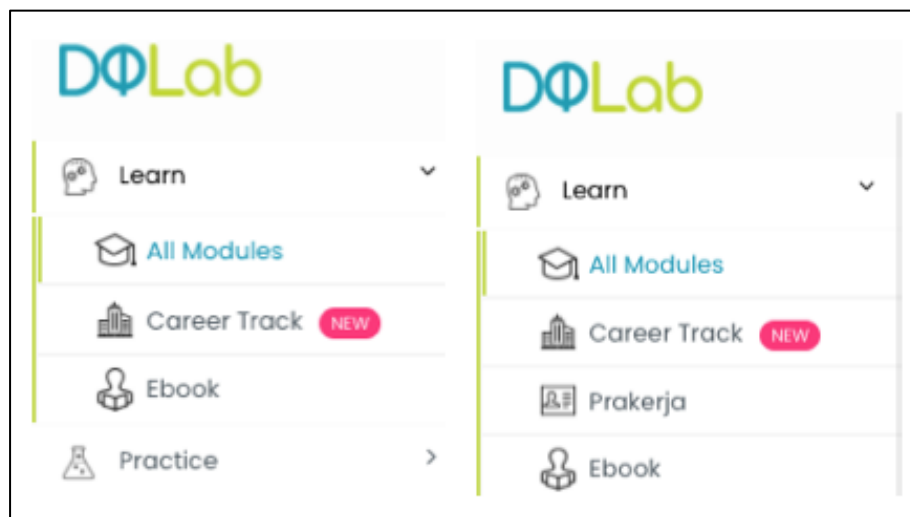 DQLab
Learn
All Modules
Career Track NEW
Ebook
Practice
DQLab
Learn
All Modules
Career Track NEW
Prakerja
Ebook